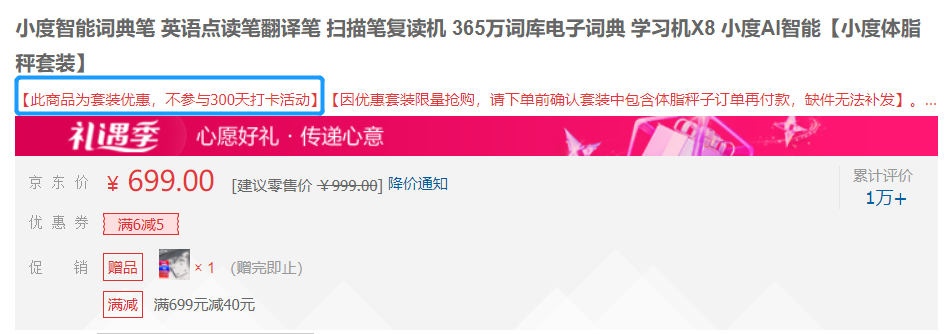 小度智能词典笔 英语点读笔翻译笔 扫描笔复读机 365万词库电子词典 学习机X8 小度AI智能【小度体脂
秤套装】
【此商品为套装优惠，不参与300天打卡活动】【因优惠套装限量抢购，请下单前确认套装中包含体脂秤子订单再付款，缺件无法补发】。...
礼遇季 心愿好礼 · 传递心意
京东价 ￥ 699.00 [建议零售价 ￥999.00] 降价通知
累计评价
1万+
优惠券 满6减5
促销 赠品 × 1 （赠完即止）
满减 满699元减40元